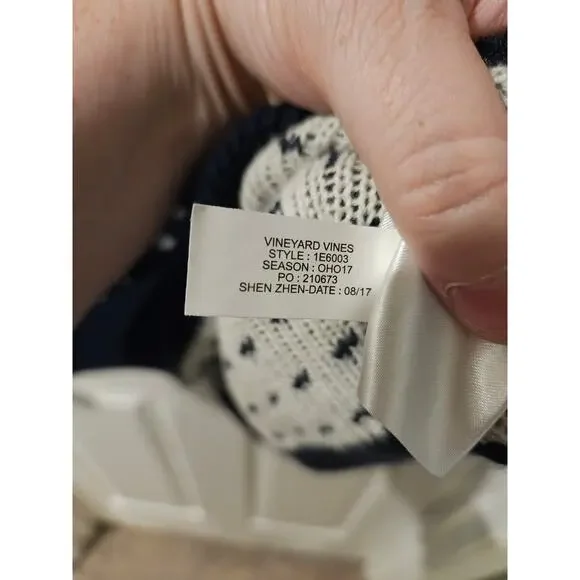 VINEYARD VINES
STYLE : 1E6003
SEASON : OHO17
PO : 210673
SHEN ZHEN-DATE : 08/17